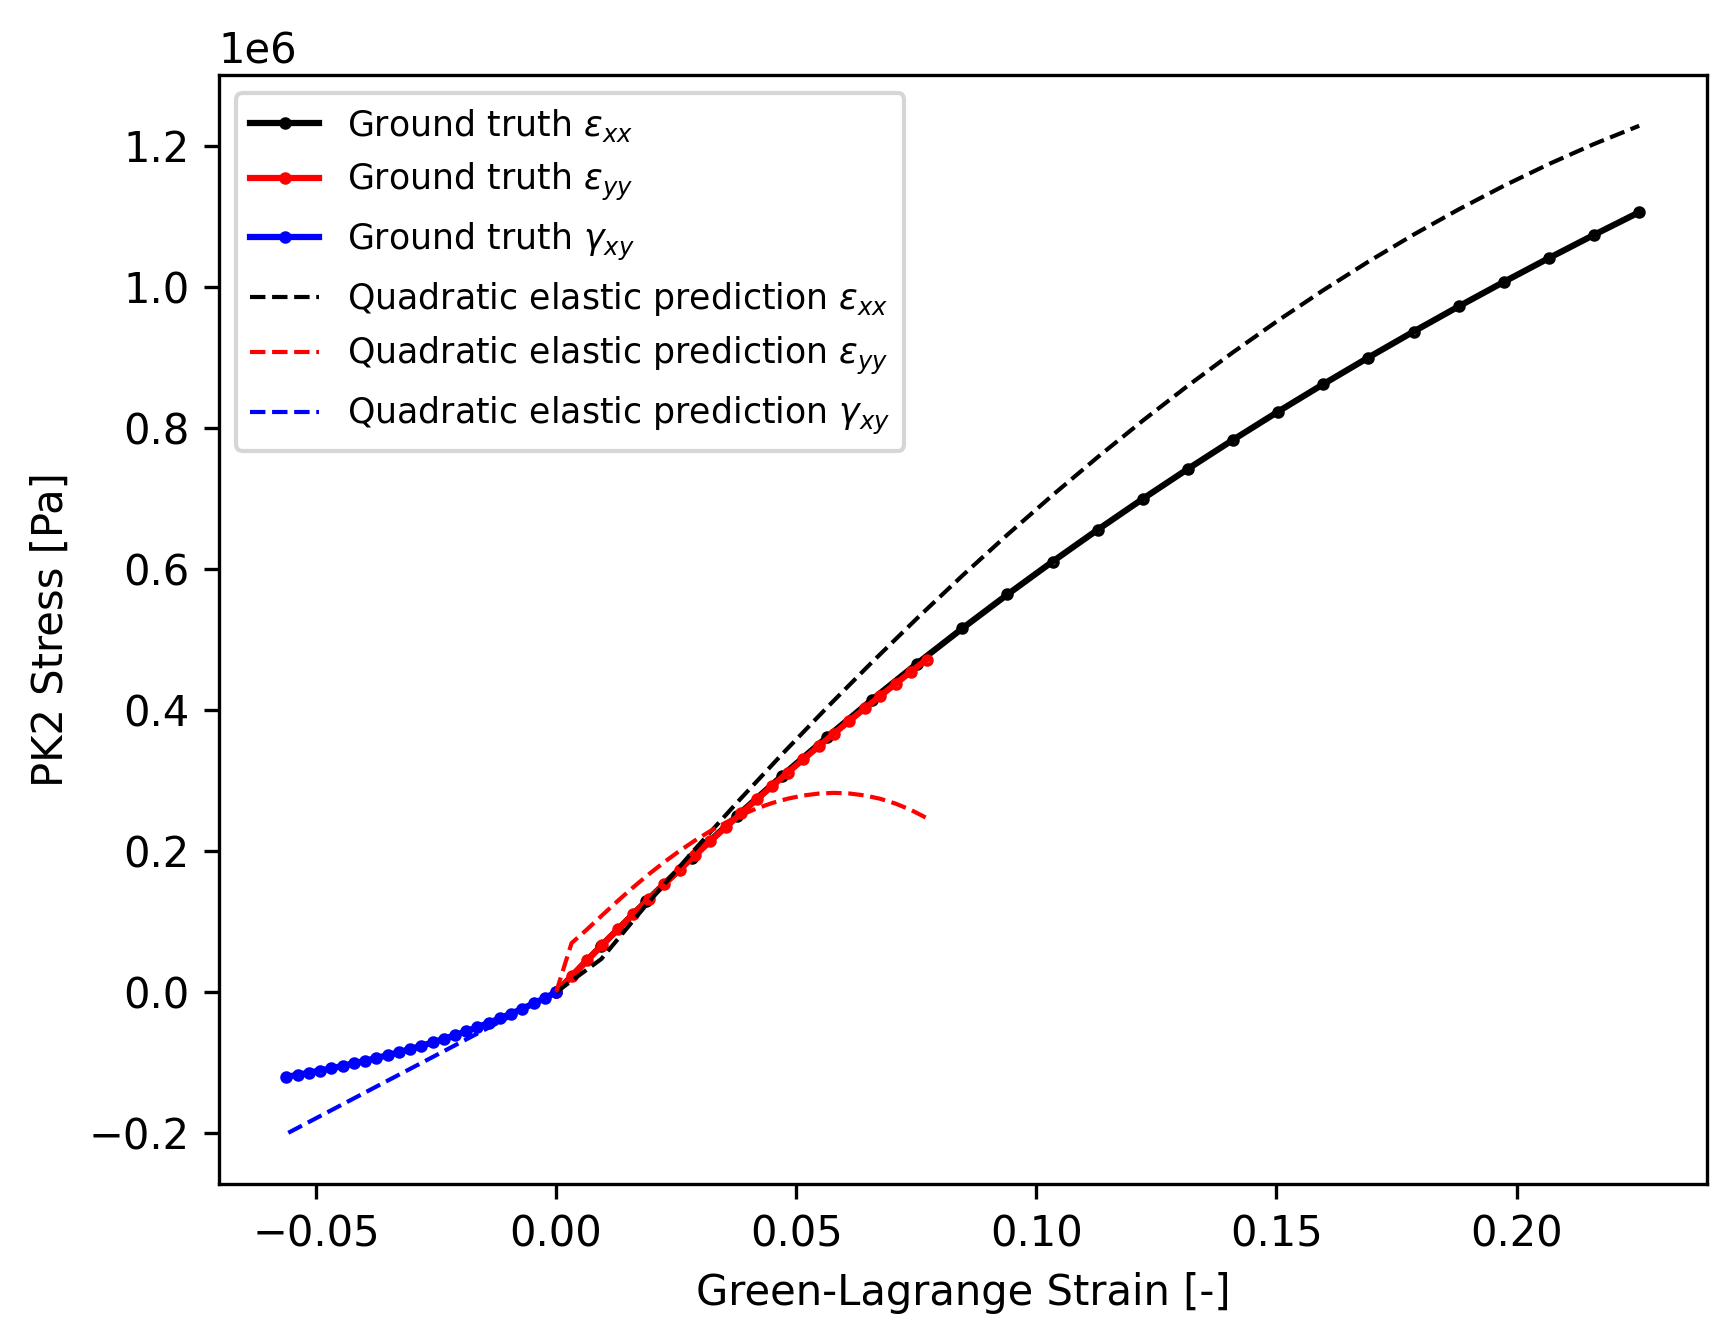 1e6
Ground truth εxx
Ground truth εyy
Ground truth γxy
Quadratic elastic prediction εxx
Quadratic elastic prediction εyy
Quadratic elastic prediction γxy
1.2
1.0
0.8
0.6
0.4
0.2
0.0
−0.2
PK2 Stress [Pa]
−0.05 0.00 0.05 0.10 0.15 0.20
Green-Lagrange Strain [-]